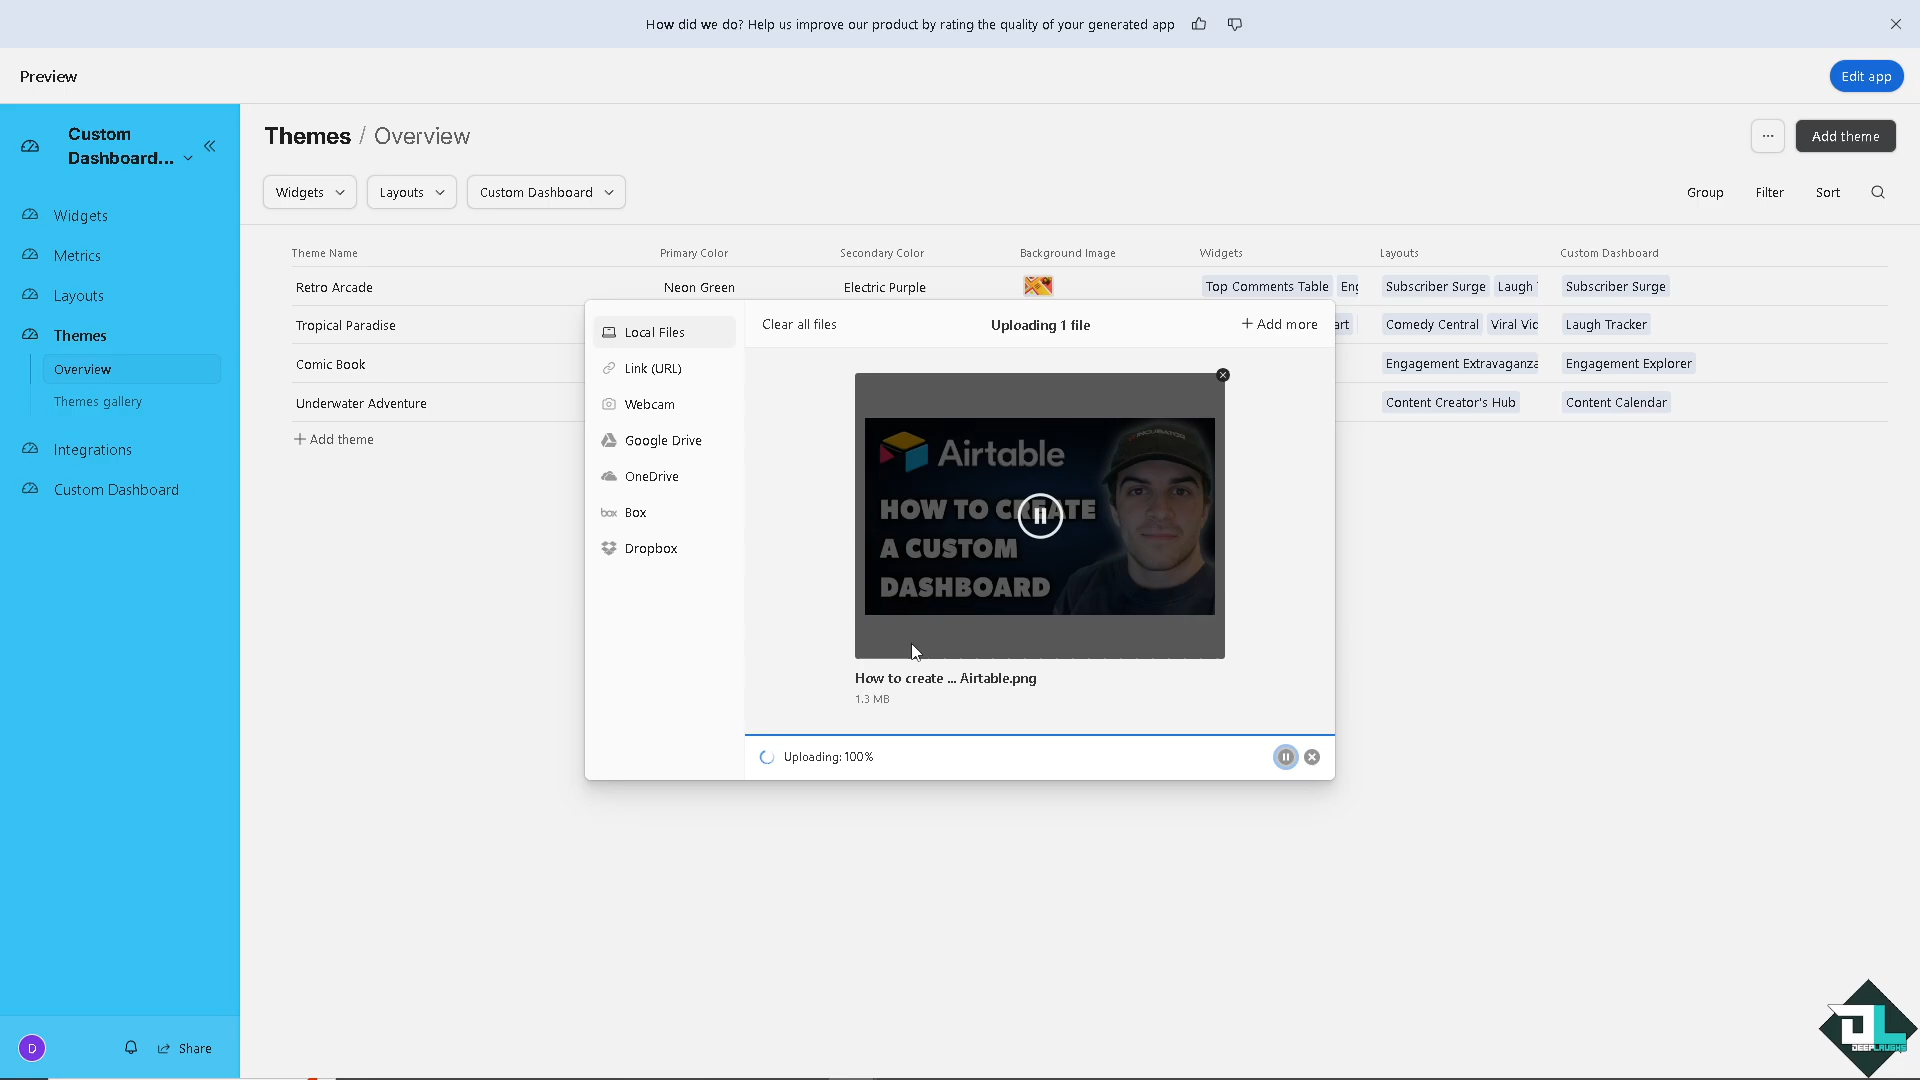 How did we do? Help us improve our product by rating the quality of your generated app
Preview
Edit app
Custom
Dashboard...
Themes / Overview
...
Add theme
Widgets
Layouts
Custom Dashboard
Group
Filter
Sort
Widgets
Metrics
Layouts
Themes
Overview
Themes gallery
Integrations
Custom Dashboard
Theme Name
Primary Color
Secondary Color
Background Image
Widgets
Layouts
Custom Dashboard
Retro Arcade
Neon Green
Electric Purple
Top Comments Table
Subscriber Surge
Laugh
Subscriber Surge
Tropical Paradise
Comedy Central
Laugh Tracker
Comic Book
Engagement Extravaganza
Engagement Explorer
Underwater Adventure
Content Creator's Hub
Content Calendar
+ Add theme
Local Files
Link (URL)
Webcam
Google Drive
OneDrive
box Box
Dropbox
Clear all files
Uploading 1 file
+ Add more
Airtable
INCUBATOR
HOW TO CREATE
A CUSTOM
DASHBOARD
How to create ... Airtable.png
1.3 MB
Uploading: 100%
D
Share
DL
DEEPLAUGHS